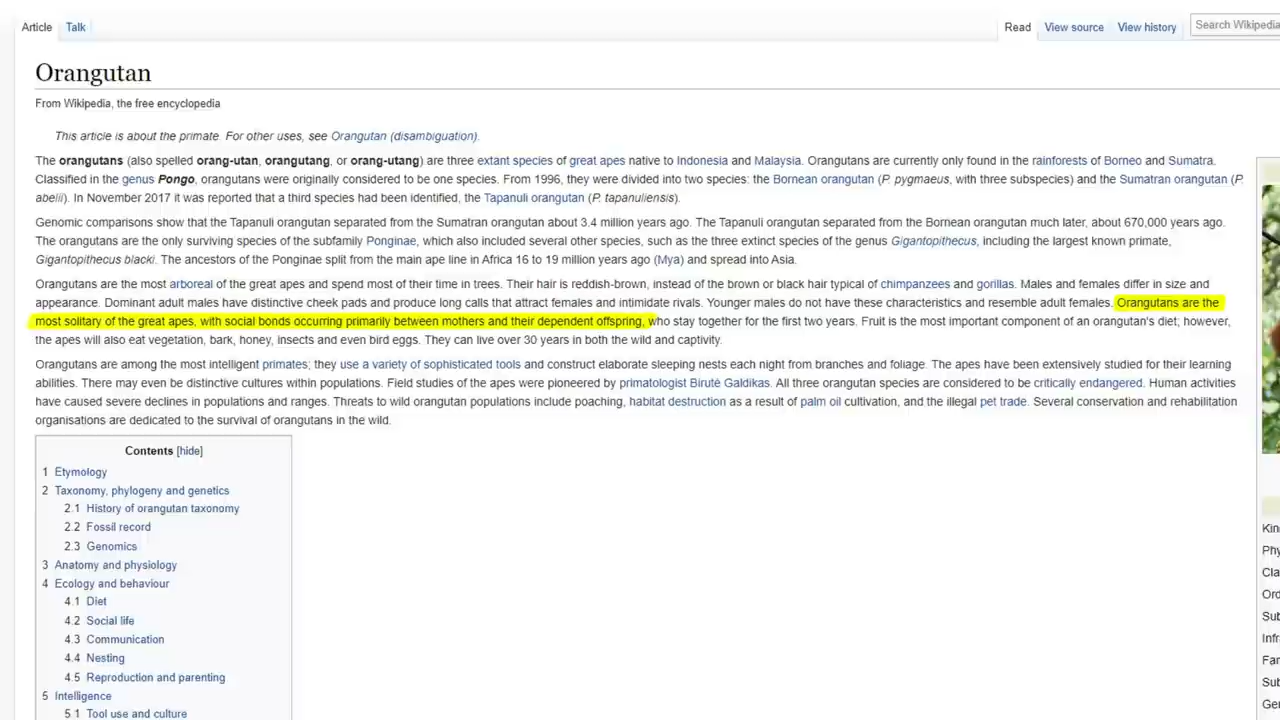 Article Talk Read View source View history Search Wikipedia
Orangutan
From Wikipedia, the free encyclopedia
This article is about the primate. For other uses, see Orangutan (disambiguation).
The orangutans (also spelled orang-utan, orangutang, or orang-utang) are three extant species of great apes native to Indonesia and Malaysia. Orangutans are currently only found in the rainforests of Borneo and Sumatra.
Classified in the genus Pongo, orangutans were originally considered to be one species. From 1996, they were divided into two species: the Bornean orangutan (P. pygmaeus, with three subspecies) and the Sumatran orangutan (P.
abelii). In November 2017 it was reported that a third species had been identified, the Tapanuli orangutan (P. tapanuliensis).
Genomic comparisons show that the Tapanuli orangutan separated from the Sumatran orangutan about 3.4 million years ago. The Tapanuli orangutan separated from the Bornean orangutan much later, about 670,000 years ago.
The orangutans are the only surviving species of the subfamily Ponginae, which also included several other species, such as the three extinct species of the genus Gigantopithecus, including the largest known primate,
Gigantopithecus blacki. The ancestors of the Ponginae split from the main ape line in Africa 16 to 19 million years ago (Mya) and spread into Asia.
Orangutans are the most arboreal of the great apes and spend most of their time in trees. Their hair is reddish-brown, instead of the brown or black hair typical of chimpanzees and gorillas. Males and females differ in size and
appearance. Dominant adult males have distinctive cheek pads and produce long calls that attract females and intimidate rivals. Younger males do not have these characteristics and resemble adult females. Orangutans are the
most solitary of the great apes, with social bonds occurring primarily between mothers and their dependent offspring, who stay together for the first two years. Fruit is the most important component of an orangutan's diet; however,
the apes will also eat vegetation, bark, honey, insects and even bird eggs. They can live over 30 years in both the wild and captivity.
Orangutans are among the most intelligent primates; they use a variety of sophisticated tools and construct elaborate sleeping nests each night from branches and foliage. The apes have been extensively studied for their learning
abilities. There may even be distinctive cultures within populations. Field studies of the apes were pioneered by primatologist Birutė Galdikas. All three orangutan species are considered to be critically endangered. Human activities
have caused severe declines in populations and ranges. Threats to wild orangutan populations include poaching, habitat destruction as a result of palm oil cultivation, and the illegal pet trade. Several conservation and rehabilitation
organisations are dedicated to the survival of orangutans in the wild.
Contents [hide]
1 Etymology
2 Taxonomy, phylogeny and genetics
2.1 History of orangutan taxonomy
2.2 Fossil record
2.3 Genomics
3 Anatomy and physiology
4 Ecology and behaviour
4.1 Diet
4.2 Social life
4.3 Communication
4.4 Nesting
4.5 Reproduction and parenting
5 Intelligence
5.1 Tool use and culture
Kin
Phy
Cla
Ord
Sub
Infr
Fan
Sub
Ge